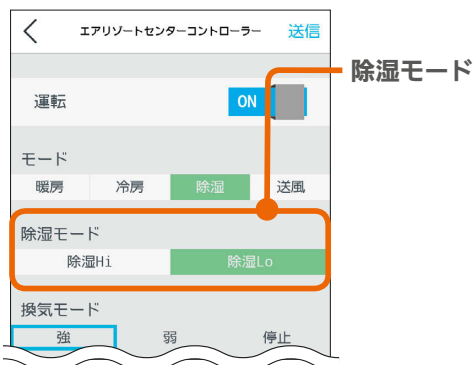 エアリゾートセンターコントローラー 送信
除湿モード
運転 ON
モード
暖房 冷房 除湿 送風
除湿モード
除湿Hi 除湿Lo
換気モード
強 弱 停止